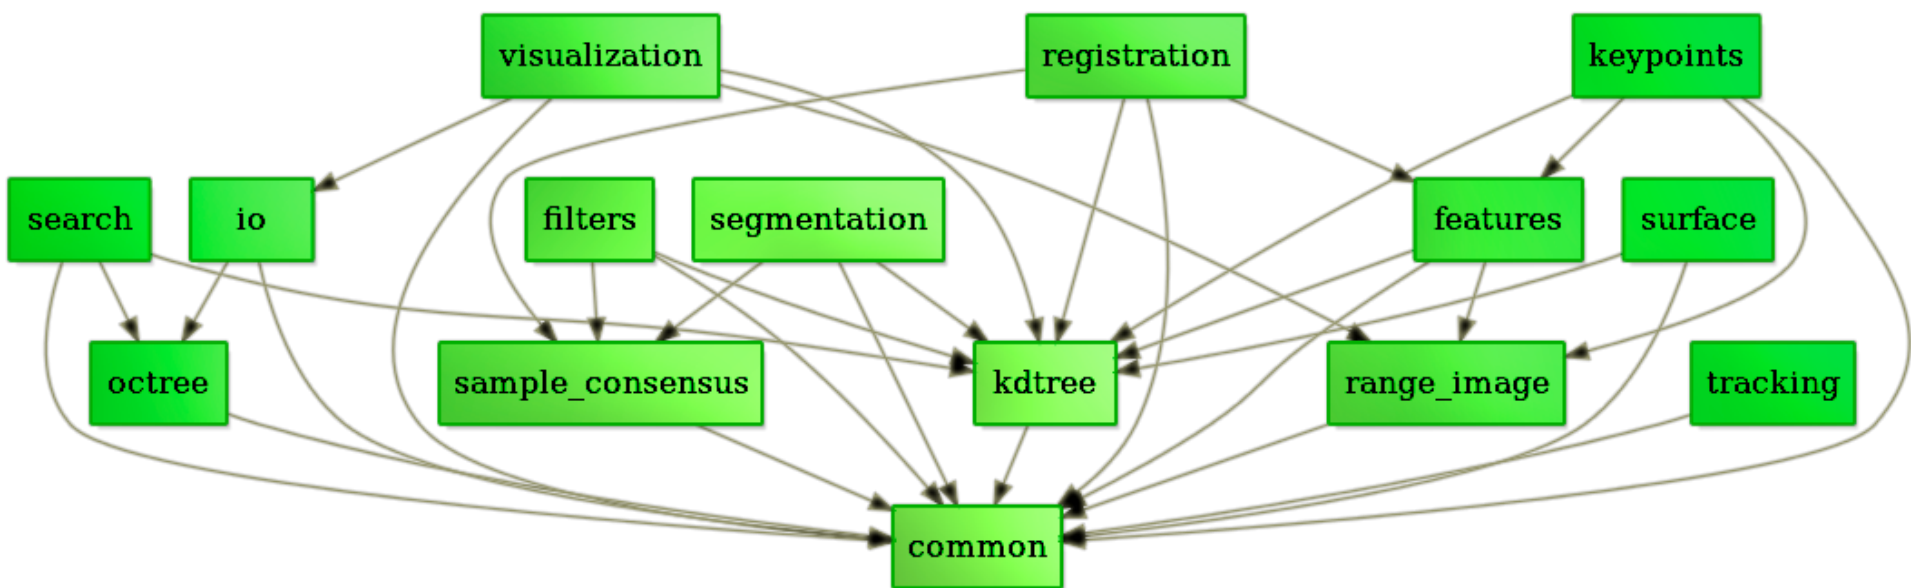 visualization
registration
keypoints
search
io
filters
segmentation
features
surface
octree
sample_consensus
kdtree
range_image
tracking
common